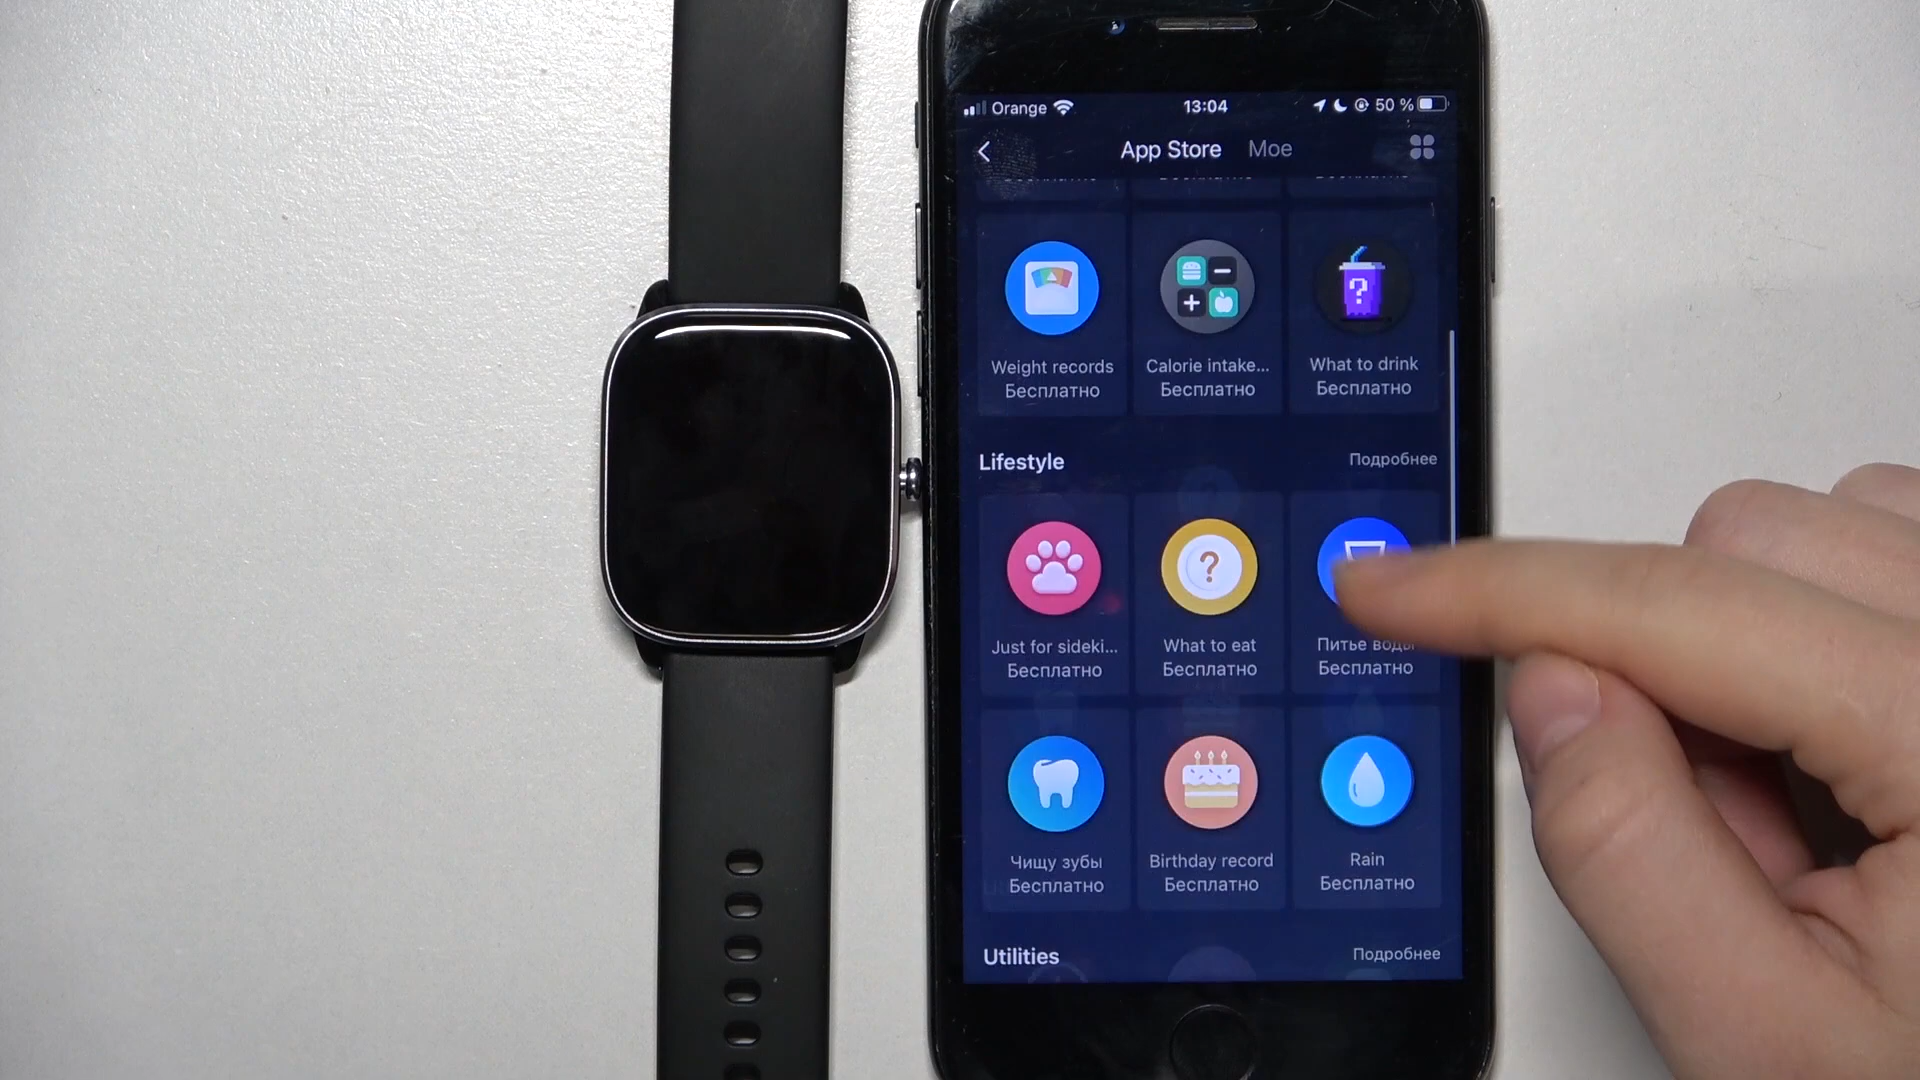 Orange 13:04 50 %
App Store Мое
Weight records Calorie intake... What to drink
Бесплатно Бесплатно Бесплатно
Lifestyle Подробнее
? 
Just for sideki... What to eat Питье воды
Бесплатно Бесплатно Бесплатно
Чищу зубы Birthday record Rain
Бесплатно Бесплатно Бесплатно
Utilities Подробнее